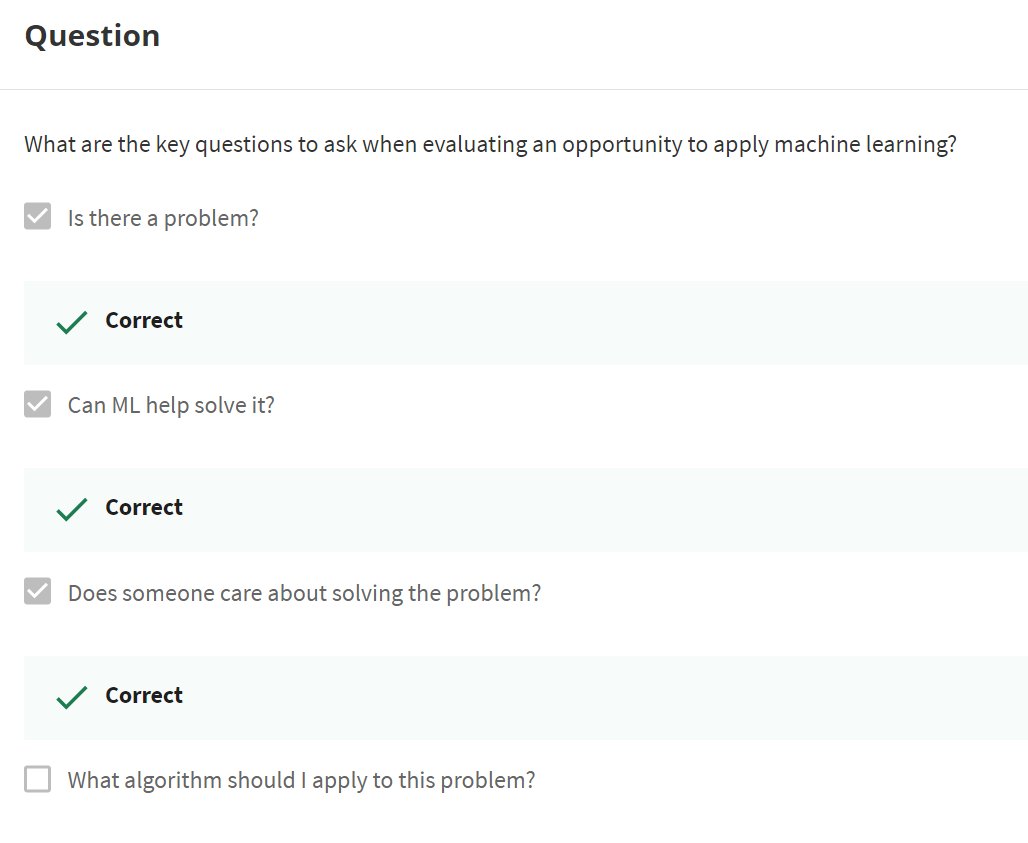 Question
What are the key questions to ask when evaluating an opportunity to apply machine learning?
Is there a problem?
Correct
Can ML help solve it?
Correct
Does someone care about solving the problem?
Correct
What algorithm should I apply to this problem?